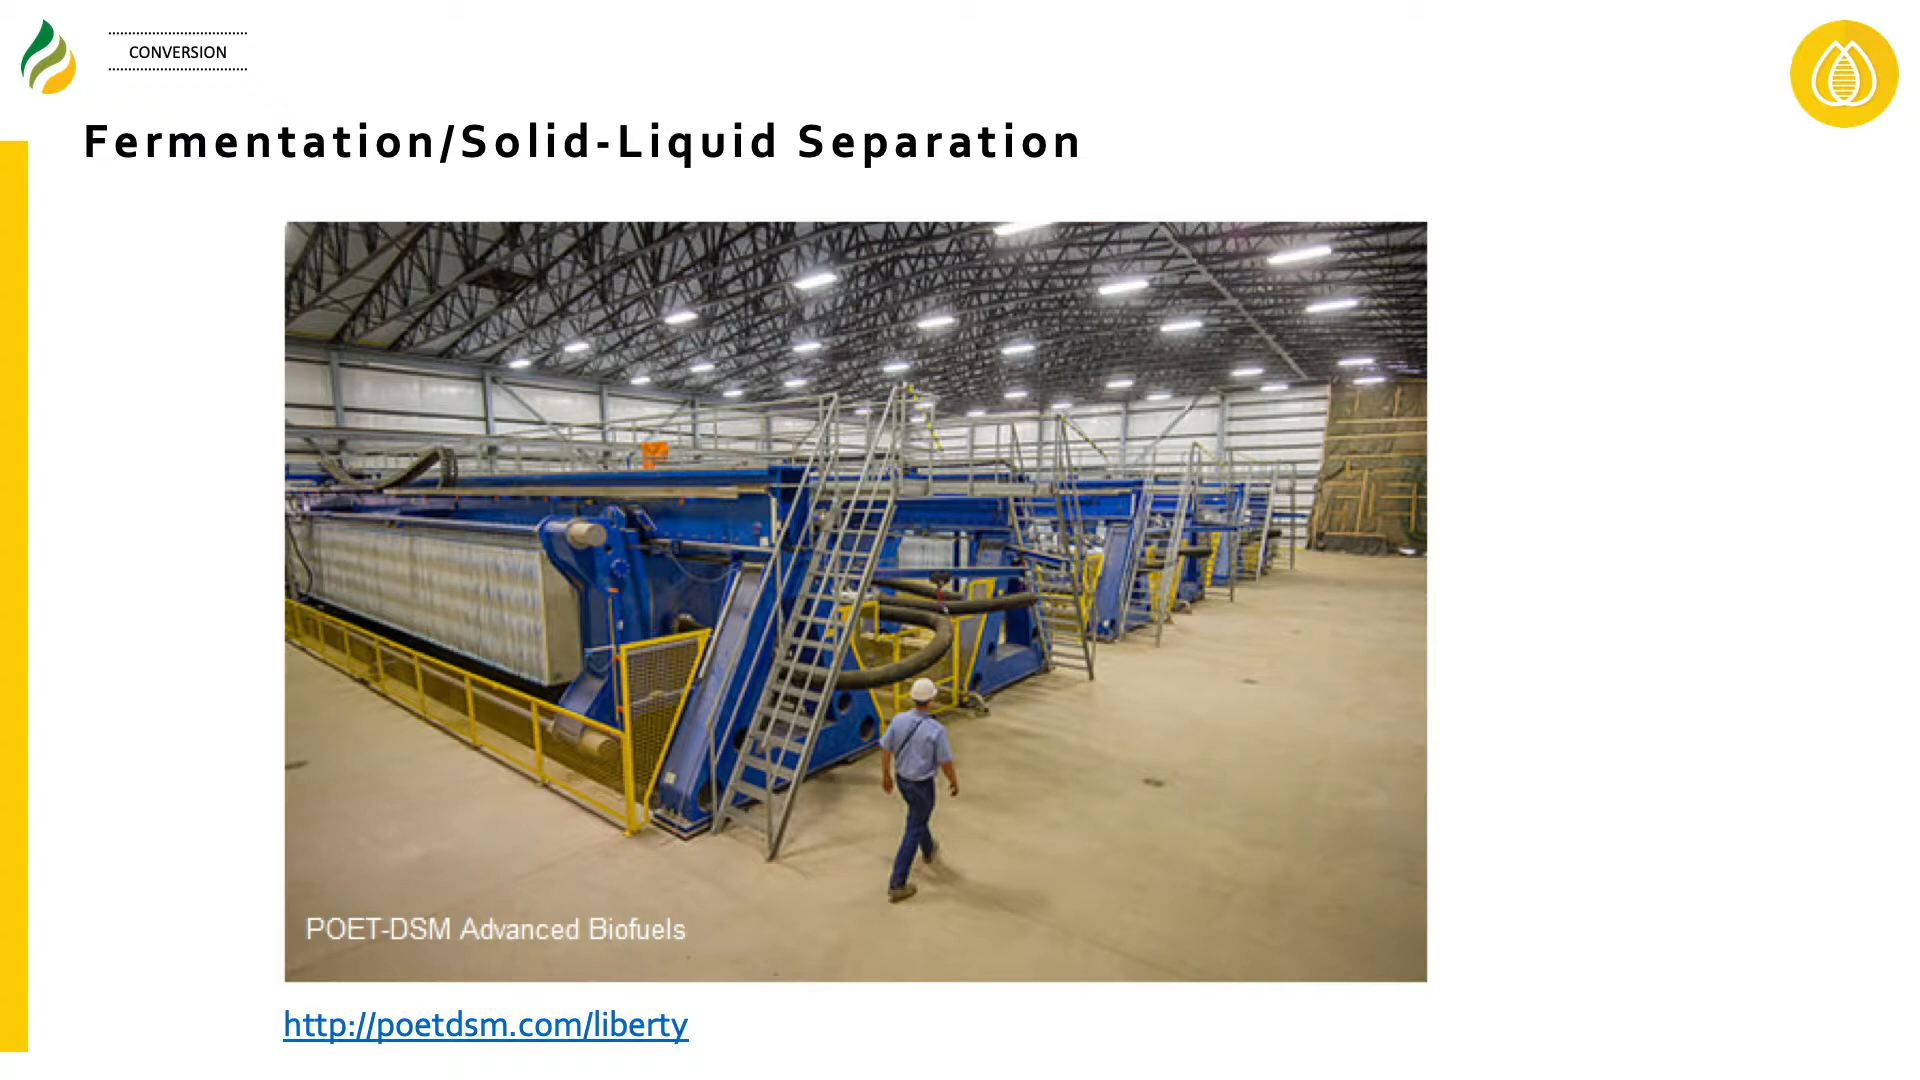 CONVERSION
Fermentation/Solid-Liquid Separation
POET-DSM Advanced Biofuels
http://poetdsm.com/liberty